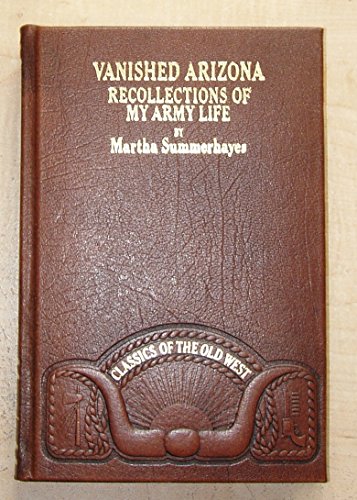 VANISHED ARIZONA
RECOLLECTIONS OF
MY ARMY LIFE
BY
Martha Summerhayes
CLASSICS OF THE OLD WEST